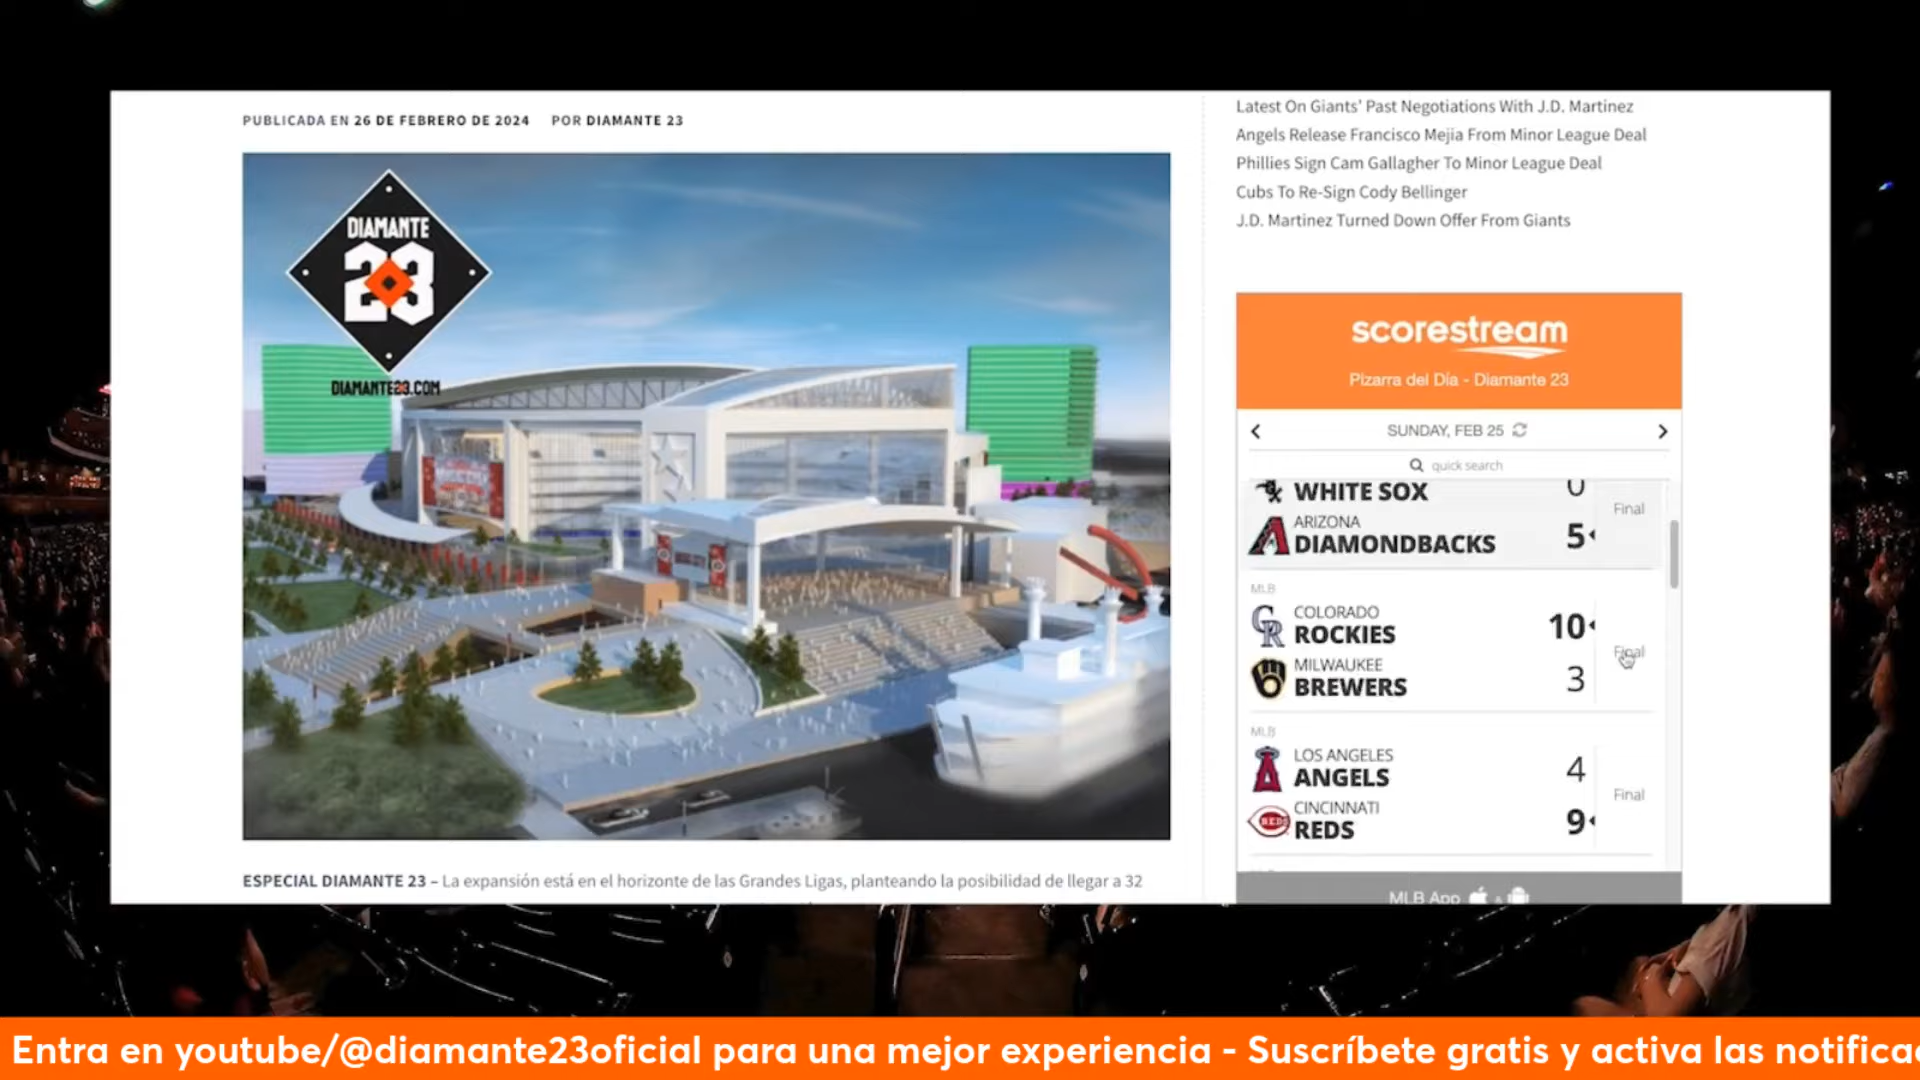 PUBLICADA EN 26 DE FEBRERO DE 2024 POR DIAMANTE 23
DIAMANTE
23
DIAMANTE23.COM
ESPECIAL DIAMANTE 23 – La expansión está en el horizonte de las Grandes Ligas, planteando la posibilidad de llegar a 32
Latest On Giants' Past Negotiations With J.D. Martinez
Angels Release Francisco Mejia From Minor League Deal
Phillies Sign Cam Gallagher To Minor League Deal
Cubs To Re-Sign Cody Bellinger
J.D. Martinez Turned Down Offer From Giants
scorestream
Pizarra del Día - Diamante 23
SUNDAY, FEB 25
quick search
WHITE SOX 0
Final
ARIZONA
DIAMONDBACKS 5
MLB
COLORADO
ROCKIES 10
Final
MILWAUKEE
BREWERS 3
MLB
LOS ANGELES
ANGELS 4
Final
CINCINNATI
REDS
REDS 9
MLB App &
Entra en youtube/@diamante23oficial para una mejor experiencia - Suscríbete gratis y activa las notifica